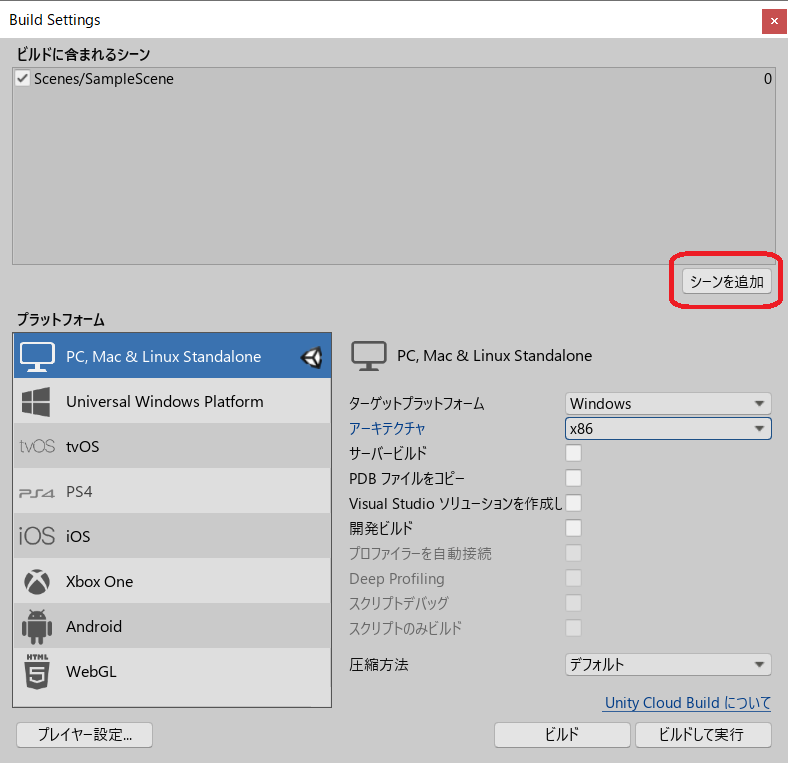 Build Settings
ビルドに含まれるシーン
Scenes/SampleScene 0
シーンを追加
プラットフォーム
PC, Mac & Linux Standalone
Universal Windows Platform
tvOS tvOS
PS4 PS4
iOS iOS
Xbox One
Android
HTML 5 WebGL
PC, Mac & Linux Standalone
ターゲットプラットフォーム Windows
アーキテクチャ x86
サーバービルド
PDB ファイルをコピー
Visual Studio ソリューションを作成し
開発ビルド
プロファイラーを自動接続
Deep Profiling
スクリプトデバッグ
スクリプトのみビルド
圧縮方法 デフォルト
Unity Cloud Build について
プレイヤー設定... ビルド ビルドして実行